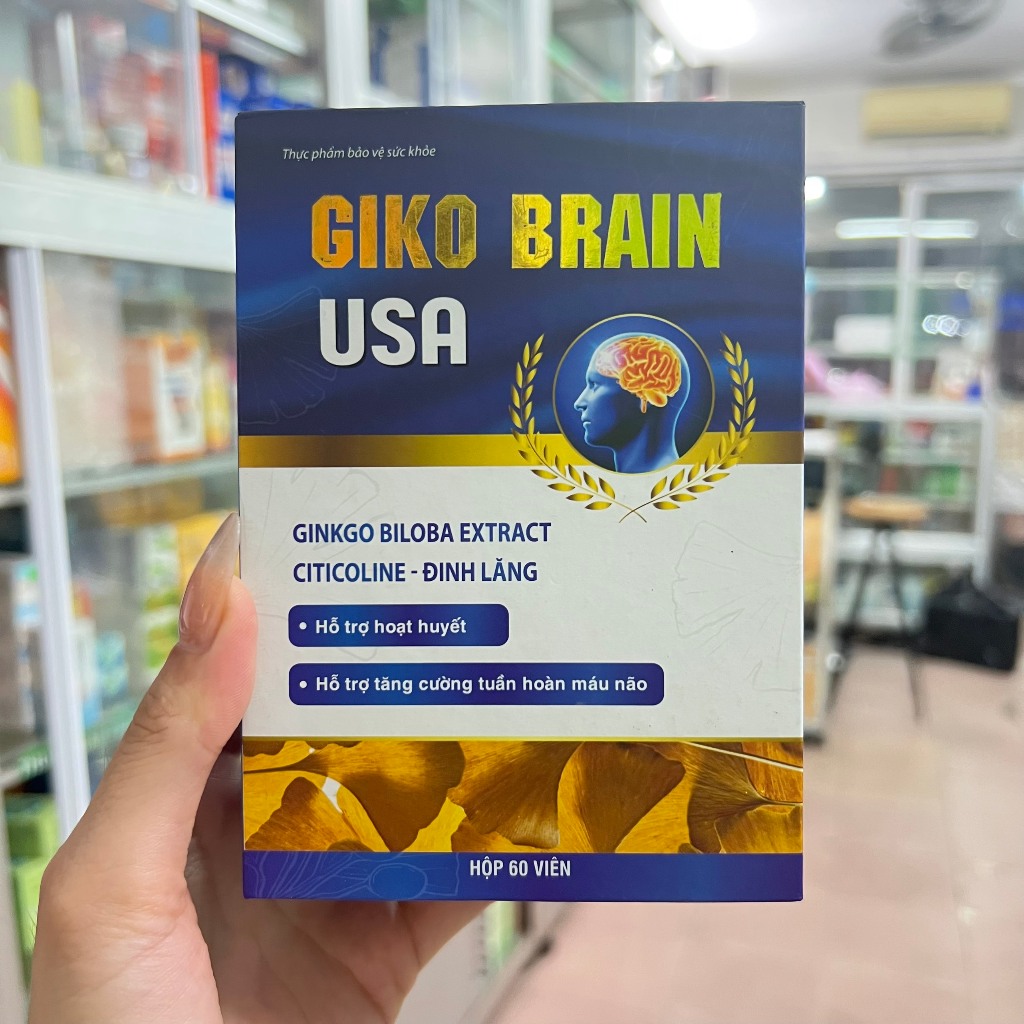 Thực phẩm bảo vệ sức khỏe
GIKO BRAIN
USA
GINKGO BILOBA EXTRACT
CITICOLINE - ĐINH LĂNG
• Hỗ trợ hoạt huyết
• Hỗ trợ tăng cường tuần hoàn máu não
HỘP 60 VIÊN